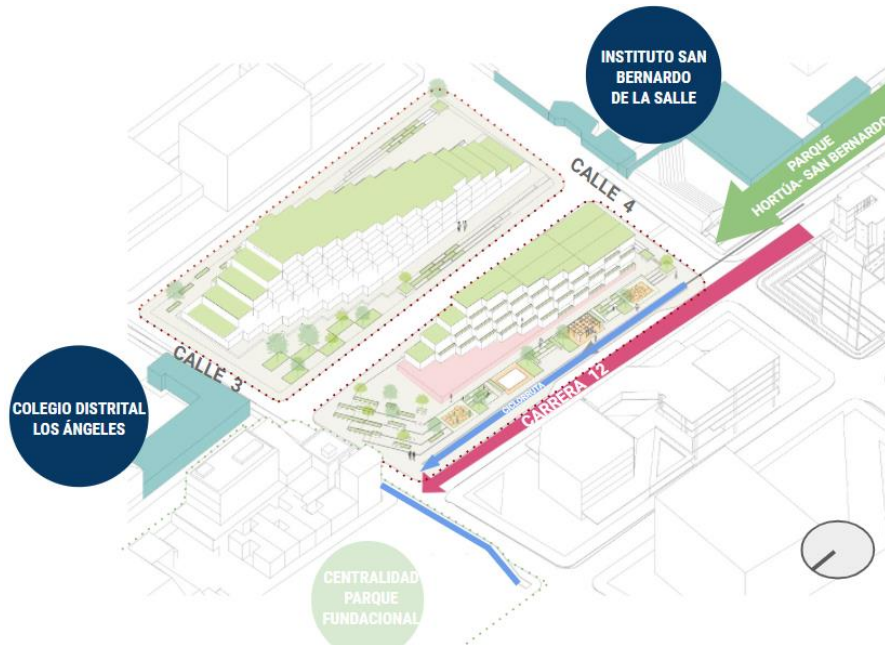 INSTITUTO SAN
BERNARDO
DE LA SALLE
PARQUE
HORTÚA- SAN BERNARDO
CALLE 4
CALLE 3
COLEGIO DISTRITAL
LOS ÁNGELES
CICLORRUTA
CARRERA 12
CENTRALIDAD
PARQUE
FUNDACIONAL